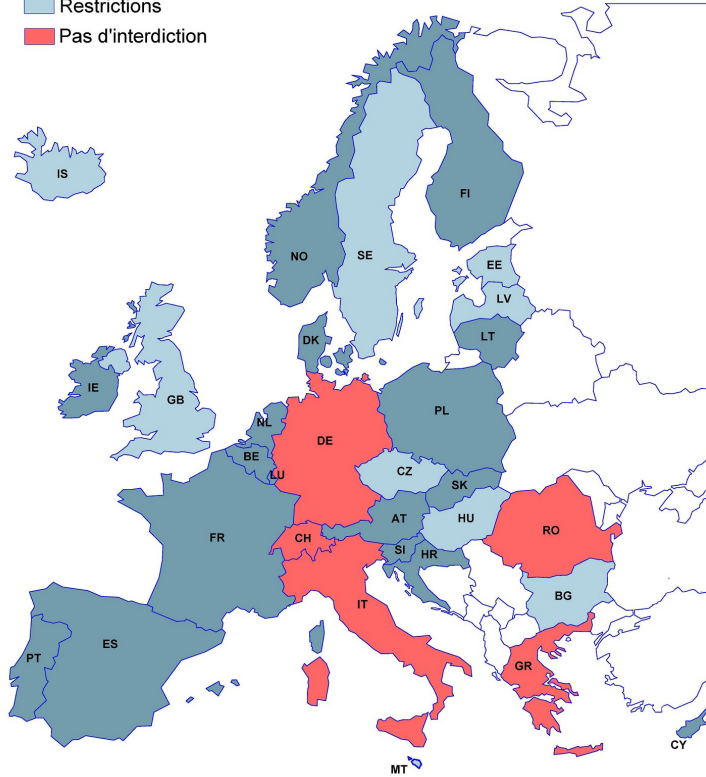 Restrictions
Pas d'interdiction
IS
FI
NO
SE
EE
LV
DK
LT
IE
GB
NL
PL
DE
BE
LU
CZ
SK
HU
AT
FR
CH
RO
SI
HR
BG
IT
ES
PT
GR
CY
MT